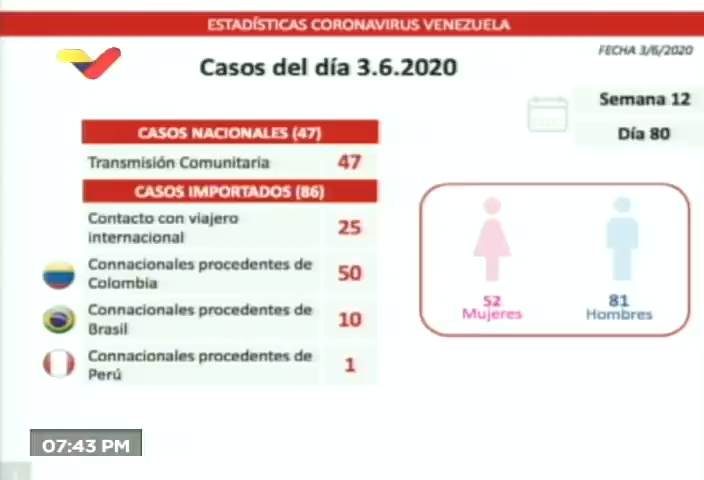 ESTADÍSTICAS CORONAVIRUS VENEZUELA
FECHA 3/6/2020
Casos del día 3.6.2020
Semana 12
Día 80
CASOS NACIONALES (47)
Transmisión Comunitaria 47
CASOS IMPORTADOS (86)
Contacto con viajero
internacional
25
Connacionales procedentes de
Colombia
50
Connacionales procedentes de
Brasil
10
Connacionales procedentes de
Perú
1
52
Mujeres
81
Hombres
07:43 PM